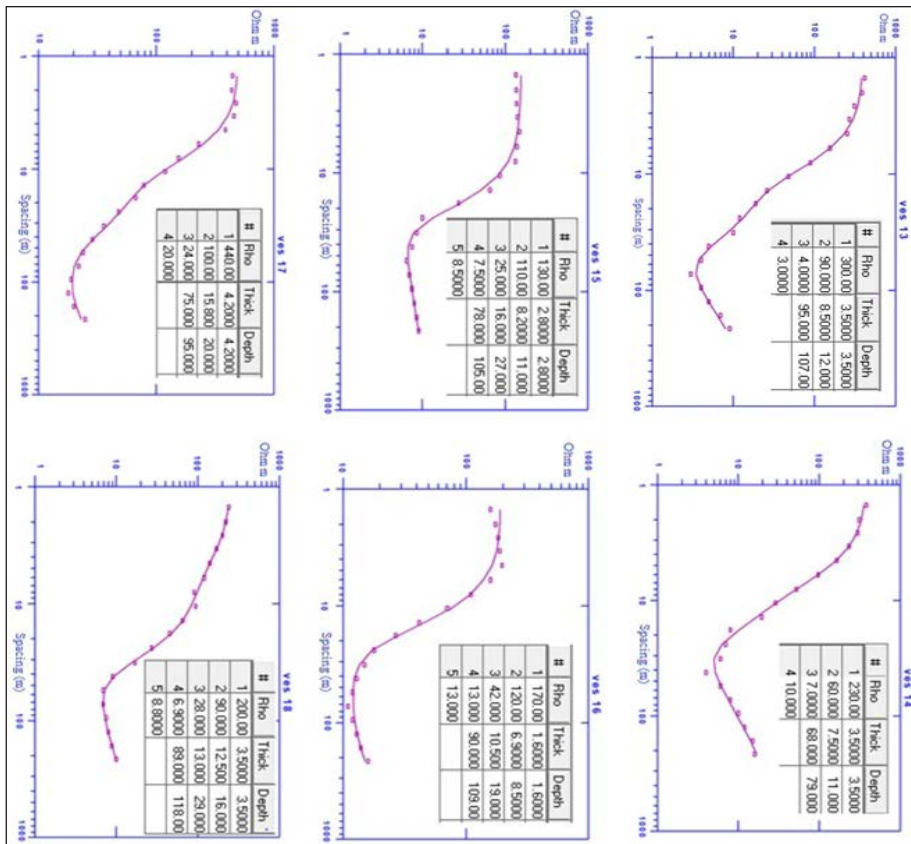 ves 13
Ohm m
1000
100
10
1
# Rho Thick Depth
1 300.00 3.5000 3.5000
2 90.000 8.5000 12.000
3 4.0000 95.000 107.00
4 3.0000
1 10 100 1000
Spacing (m)
ves 14
Ohm m
1000
100
10
1
# Rho Thick Depth
1 230.00 3.5000 3.5000
2 60.000 7.5000 11.000
3 7.0000 68.000 79.000
4 10.000
1 10 100 1000
Spacing (m)
ves 15
Ohm m
1000
100
10
1
# Rho Thick Depth
1 130.00 2.8000 2.8000
2 110.00 8.2000 11.000
3 25.000 16.000 27.000
4 7.5000 78.000 105.00
5 8.5000
1 10 100 1000
Spacing (m)
ves 16
Ohm m
1000
100
10
# Rho Thick Depth
1 170.00 1.6000 1.6000
2 120.00 6.9000 8.5000
3 42.000 10.500 19.000
4 13.000 90.000 109.00
5 13.000
1 10 100 1000
Spacing (m)
ves 17
Ohm m
1000
100
10
# Rho Thick Depth
1 440.00 4.2000 4.2000
2 100.00 15.800 20.000
3 24.000 75.000 95.000
4 20.000
1 10 100 1000
Spacing (m)
ves 18
Ohm m
1000
100
10
1
# Rho Thick Depth
1 200.00 3.5000 3.5000
2 90.000 12.500 16.000
3 28.000 13.000 29.000
4 6.9000 89.000 118.00
5 8.8000
1 10 100 1000
Spacing (m)